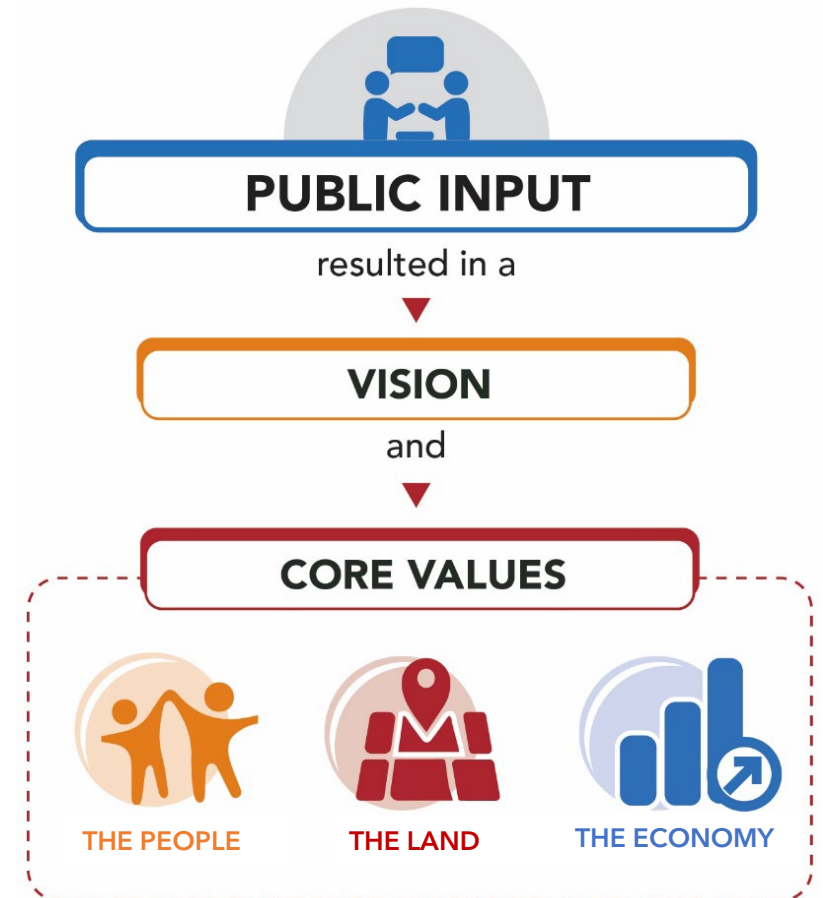 PUBLIC INPUT
resulted in a
VISION
and
CORE VALUES
THE PEOPLE
THE LAND
THE ECONOMY